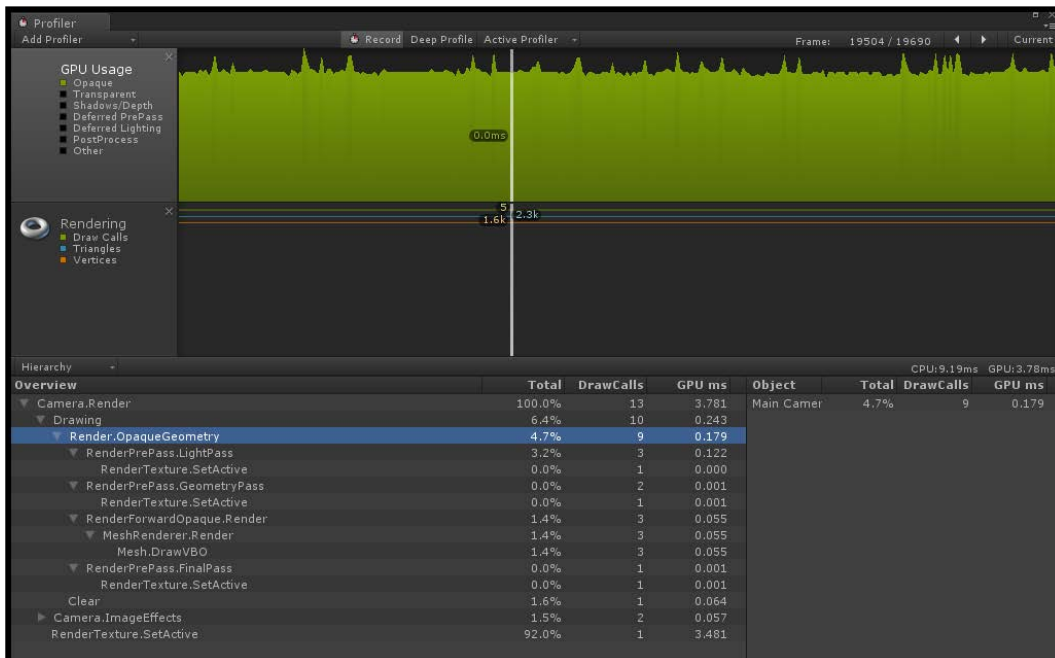 Profiler
Add Profiler Record Deep Profile Active Profiler Frame: 19504 / 19690 Current
GPU Usage
Opaque
Transparent
Shadows/Depth
Deferred PrePass
Deferred Lighting
PostProcess
Other
0.0ms
Rendering
Draw Calls
Triangles
Vertices
5
1.6k 2.3k
Hierarchy CPU:9.19ms GPU:3.78ms
Overview Total DrawCalls GPU ms Object Total DrawCalls GPU ms
Camera.Render 100.0% 13 3.781 Main Camer 4.7% 9 0.179
Drawing 6.4% 10 0.243
Render.OpaqueGeometry 4.7% 9 0.179
RenderPrePass.LightPass 3.2% 3 0.122
RenderTexture.SetActive 0.0% 1 0.000
RenderPrePass.GeometryPass 0.0% 2 0.001
RenderTexture.SetActive 0.0% 1 0.001
RenderForwardOpaque.Render 1.4% 3 0.055
MeshRenderer.Render 1.4% 3 0.055
Mesh.DrawVBO 1.4% 3 0.055
RenderPrePass.FinalPass 0.0% 1 0.001
RenderTexture.SetActive 0.0% 1 0.001
Clear 1.6% 1 0.064
Camera.ImageEffects 1.5% 2 0.057
RenderTexture.SetActive 92.0% 1 3.481